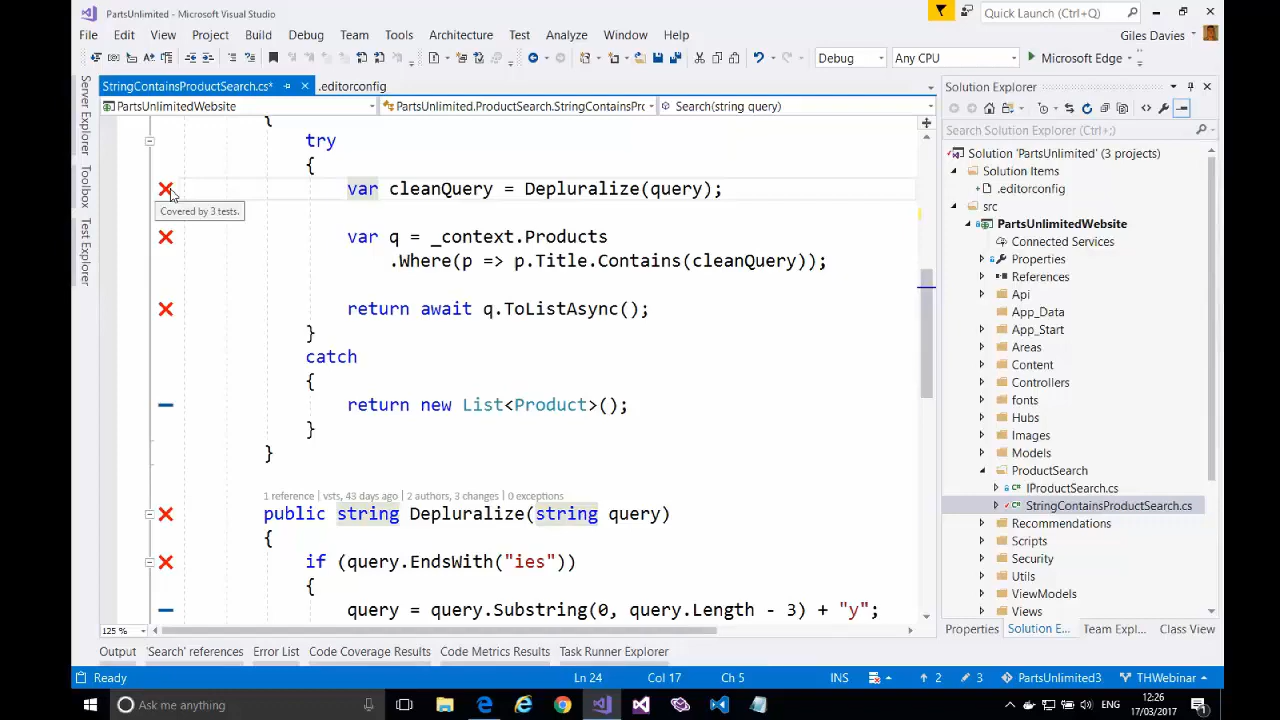 PartsUnlimited - Microsoft Visual Studio
Quick Launch (Ctrl+Q)
File Edit View Project Build Debug Team Tools Architecture Test Analyze Window Help
Giles Davies
Debug Any CPU Microsoft Edge
StringContainsProductSearch.cs* .editorconfig
PartsUnlimitedWebsite PartsUnlimited.ProductSearch.StringContainsPr Search(string query)
Server Explorer
Toolbox
Test Explorer
{
try
{
var cleanQuery = Depluralize(query);
Covered by 3 tests.
var q = _context.Products
.Where(p => p.Title.Contains(cleanQuery));
return await q.ToListAsync();
}
catch
{
return new List<Product>();
}
}
1 reference | vsts, 43 days ago | 2 authors, 3 changes | 0 exceptions
public string Depluralize(string query)
{
if (query.EndsWith("ies"))
{
query = query.Substring(0, query.Length - 3) + "y";
125 %
Solution Explorer
Search Solution Explorer (Ctrl+;)
Solution 'PartsUnlimited' (3 projects)
Solution Items
.editorconfig
src
PartsUnlimitedWebsite
Connected Services
Properties
References
Api
App_Data
App_Start
Areas
Content
Controllers
fonts
Hubs
Images
Models
ProductSearch
IProductSearch.cs
StringContainsProductSearch.cs
Recommendations
Scripts
Security
Utils
ViewModels
Views
Properties Solution E... Team Expl... Class View
Output 'Search' references Error List Code Coverage Results Code Metrics Results Task Runner Explorer
Ready Ln 24 Col 17 Ch 5 INS 2 3 PartsUnlimited3 THWebinar
Ask me anything
ENG
12:26
17/03/2017
1